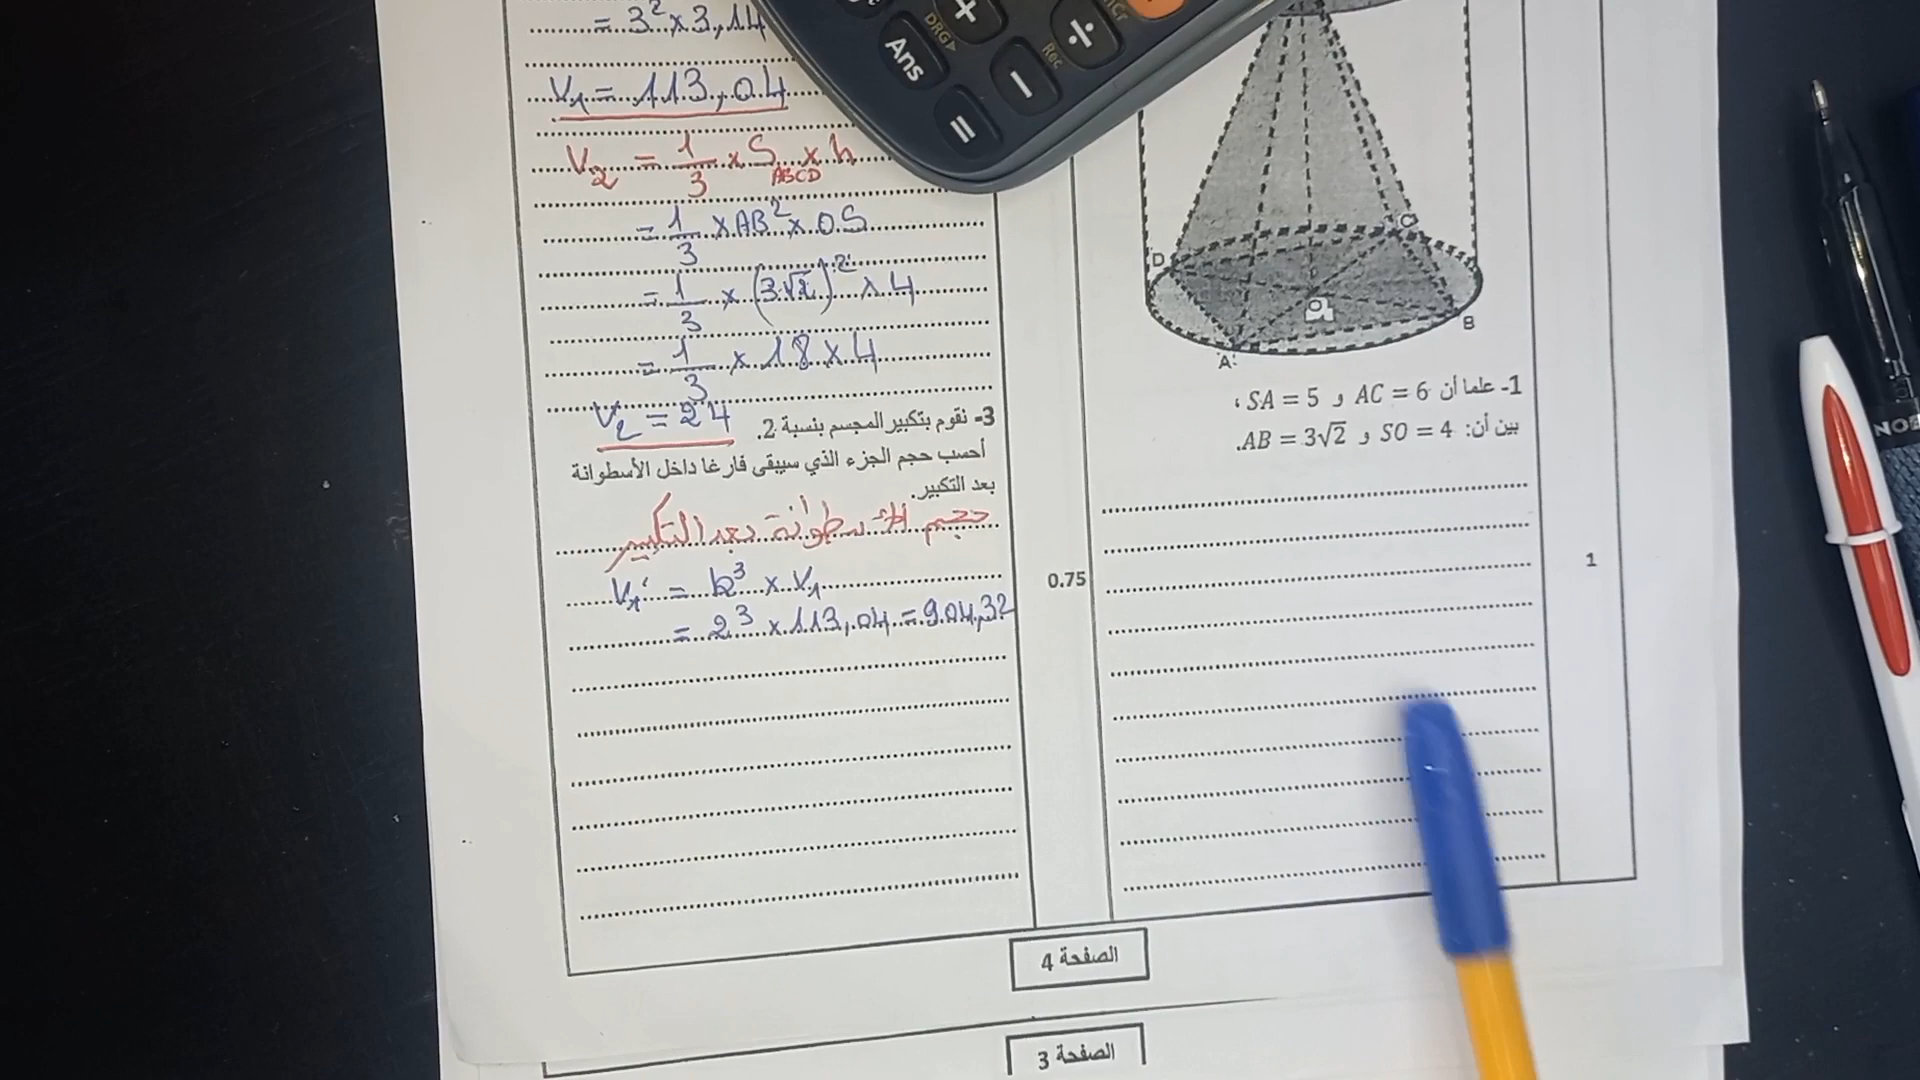 -1 علما أن AC = 6 و SA = 5 ،
بين أن: SO = 4 و AB = 3√2.
1
= 3² × 3,14
V₁ = 113,04
V₂ = 1/3 × S_ABCD × h
= 1/3 × AB² × OS
= 1/3 × (3√2)² × 4
= 1/3 × 18 × 4
V₂ = 24
-3 نقوم بتكبير المجسم بنسبة 2.
أحسب حجم الجزء الذي سيبقى فارغا داخل الأسطوانة
بعد التكبير.
حجم الأسطوانة بعد التكبير
V₁' = k³ × V₁
= 2³ × 113,04 = 904,32
0.75
D
C
O
B
A
Ans
DRG▶
+
−
=
÷
Rec
الصفحة 4
الصفحة 3